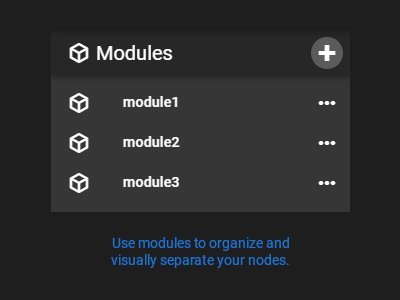 Modules
module1
module2
module3
Use modules to organize and
visually separate your nodes.